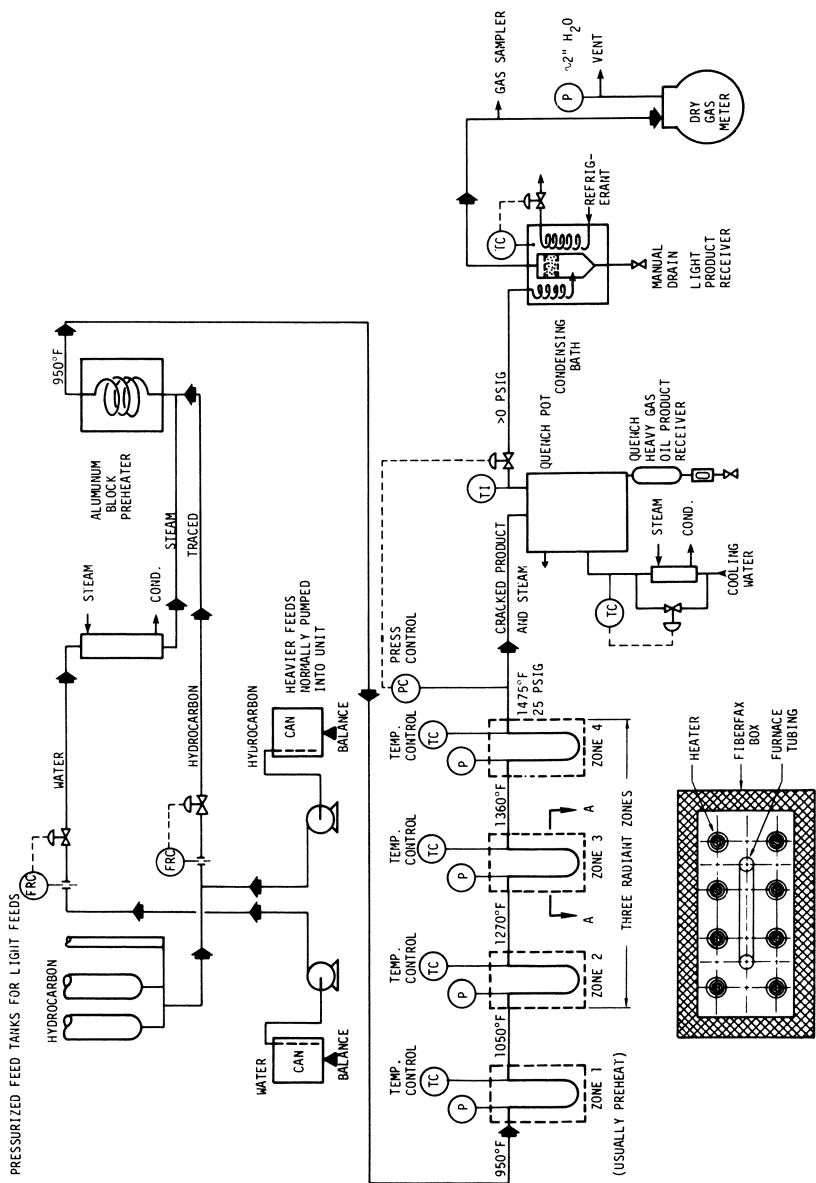 PRESSURIZED FEED TANKS FOR LIGHT FEEDS
HYDROCARBON
FRC
WATER
STEAM
COND.
ALUMUNUM
BLOCK
PREHEATER
950°F
STEAM
TRACED
FRC
HYDROCARBON
WATER
CAN
BALANCE
HYDROCARBON
CAN
BALANCE
HEAVIER FEEDS
NORMALLY PUMPED
INTO UNIT
950°F
TEMP.
CONTROL
TC
P
ZONE 1
(USUALLY PREHEAT)
1050°F
TEMP.
CONTROL
TC
P
ZONE 2
1270°F
TEMP.
CONTROL
TC
P
ZONE 3
A
A
1360°F
TEMP.
CONTROL
TC
P
ZONE 4
THREE RADIANT ZONES
1475°F
25 PSIG
PC
PRESS
CONTROL
CRACKED PRODUCT
AND STEAM
TI
QUENCH POT
>0 PSIG
TC
STEAM
COND.
COOLING
WATER
QUENCH
HEAVY GAS
OIL PRODUCT
RECEIVER
CONDENSING
BATH
TC
REFRIG-
ERANT
MANUAL
DRAIN
LIGHT
PRODUCT
RECEIVER
GAS SAMPLER
P
~2" H2O
VENT
DRY
GAS
METER
HEATER
FIBERFAX
BOX
FURNACE
TUBING